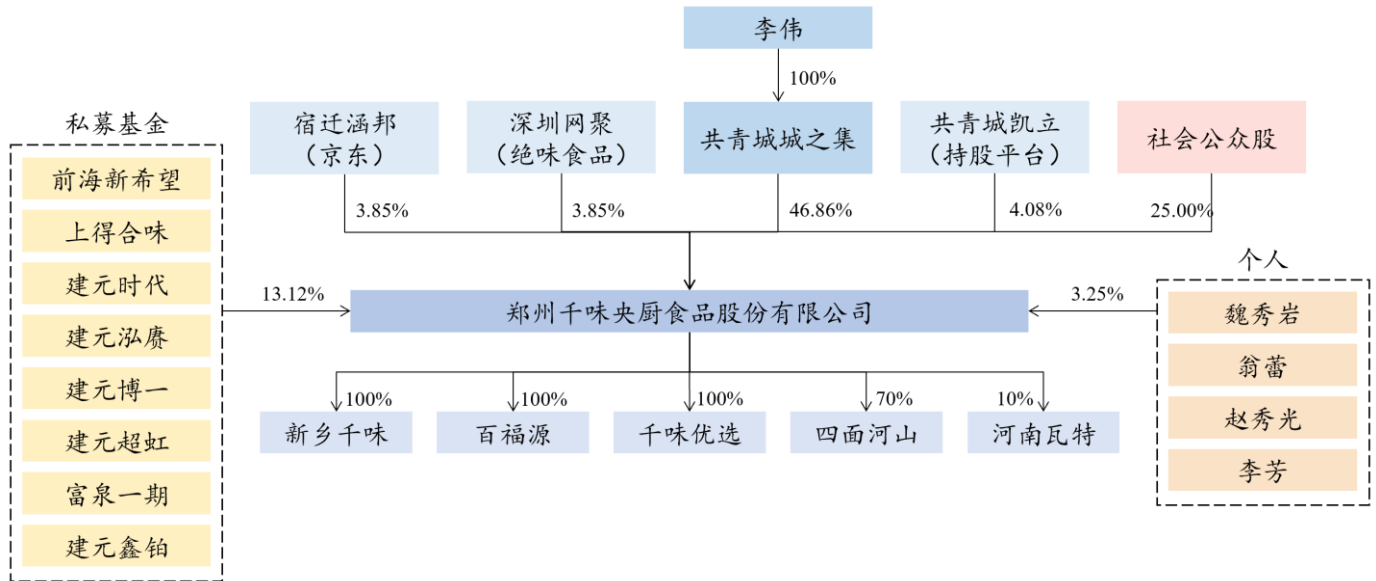 李伟
100%
私募基金
前海新希望
上得合味
建元时代
建元泓赓
建元博一
建元超虹
富泉一期
建元鑫铂
宿迁涵邦
（京东）
深圳网聚
（绝味食品）
共青城城之集
共青城凯立
（持股平台）
社会公众股
3.85%
3.85%
46.86%
4.08%
25.00%
13.12%
郑州千味央厨食品股份有限公司
3.25%
个人
魏秀岩
翁蕾
赵秀光
李芳
100%
100%
100%
70%
10%
新乡千味
百福源
千味优选
四面河山
河南瓦特